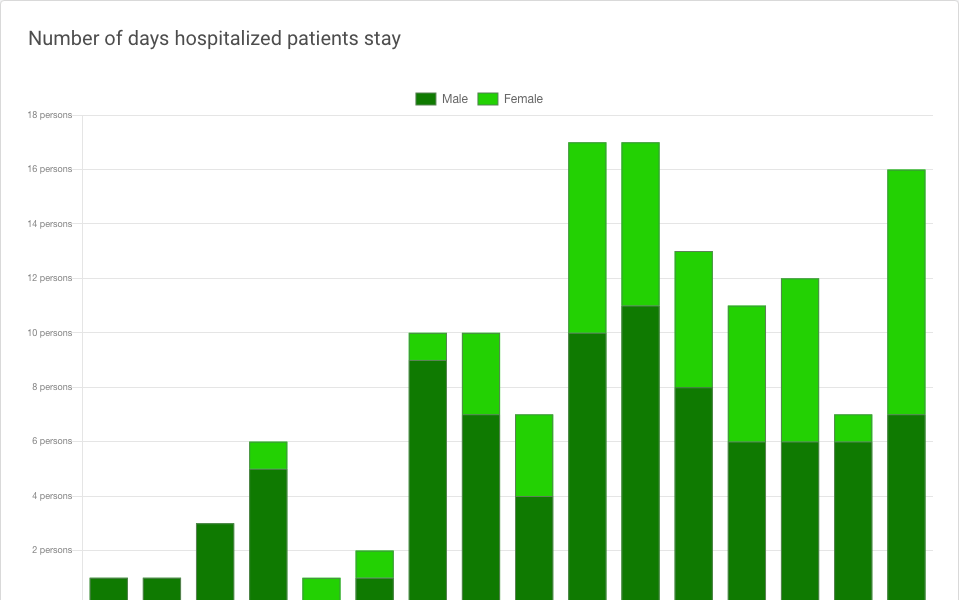 Number of days hospitalized patients stay
Male Female
18 persons
16 persons
14 persons
12 persons
10 persons
8 persons
6 persons
4 persons
2 persons